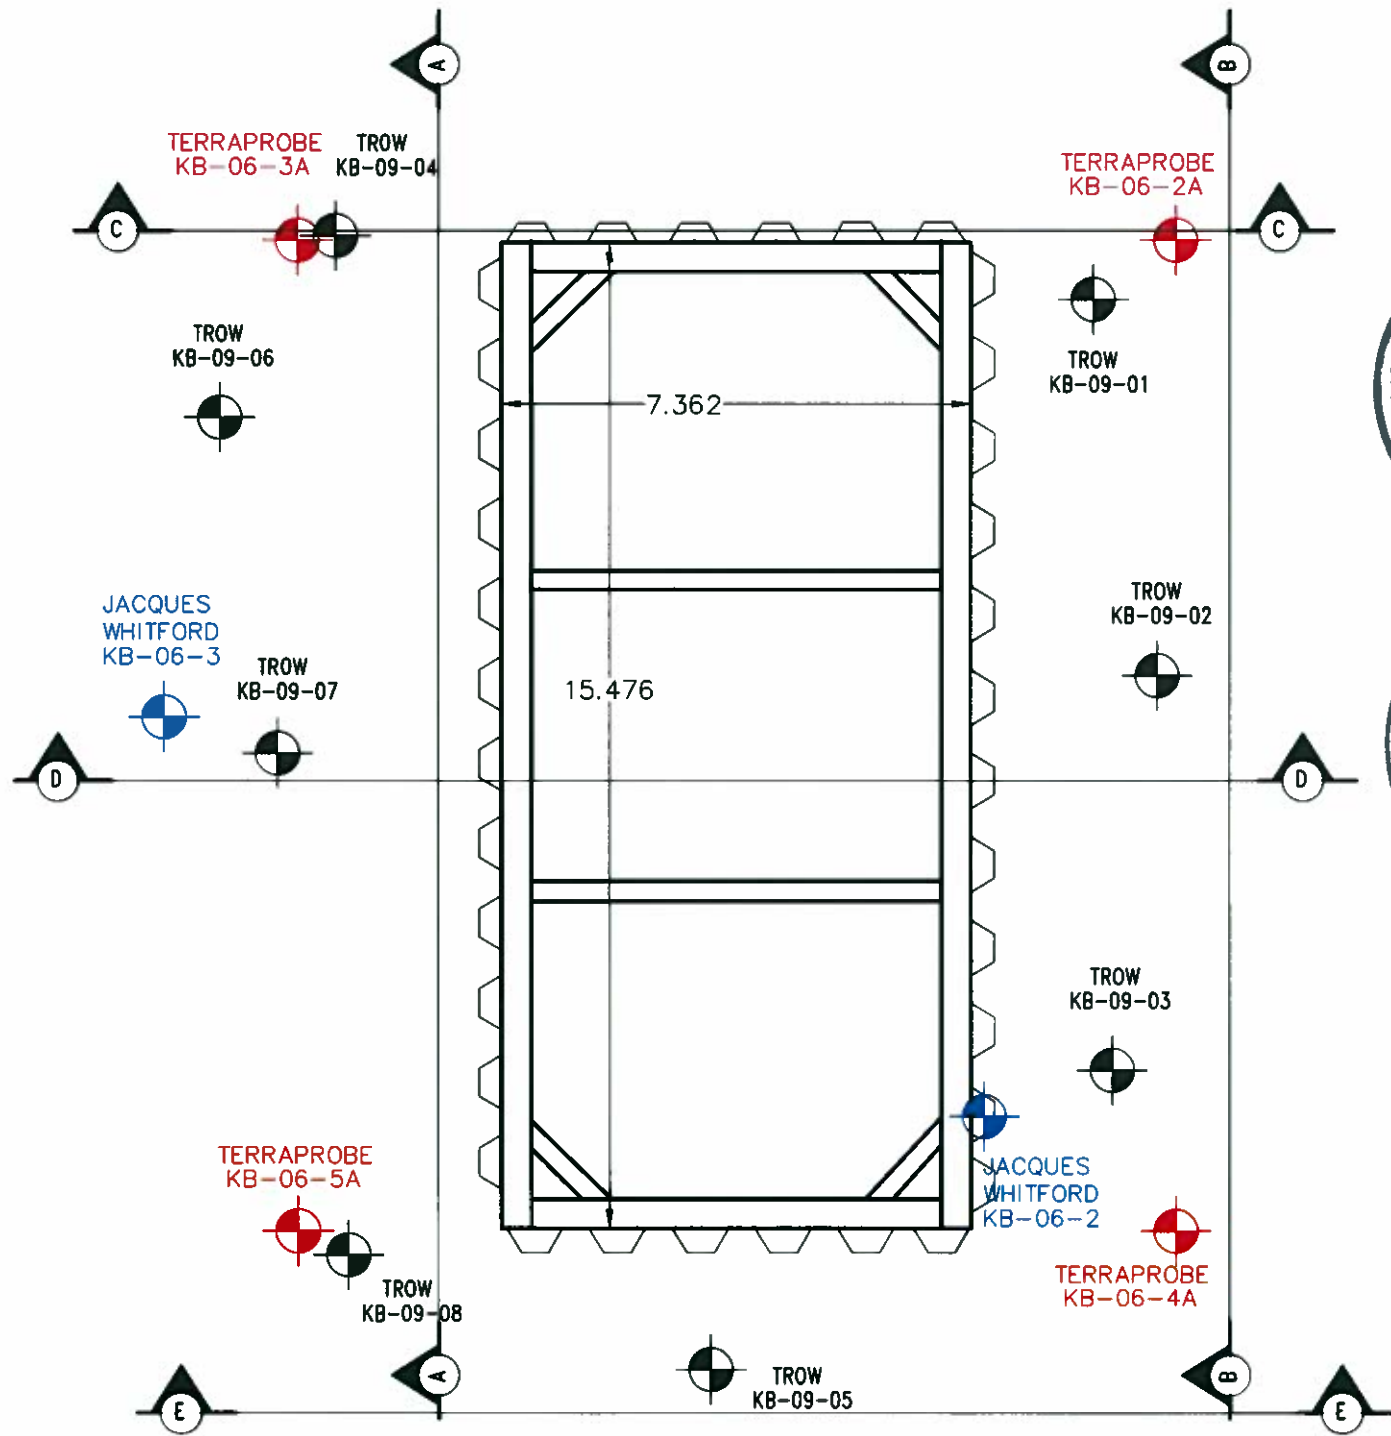 A
B
TERRAPROBE
KB-06-3A
TROW
KB-09-04
TERRAPROBE
KB-06-2A
C
C
TROW
KB-09-06
TROW
KB-09-01
7.362
JACQUES
WHITFORD
KB-06-3
TROW
KB-09-02
TROW
KB-09-07
15.476
D
D
TROW
KB-09-03
TERRAPROBE
KB-06-5A
JACQUES
WHITFORD
KB-06-2
TERRAPROBE
KB-06-4A
TROW
KB-09-08
A
B
TROW
KB-09-05
E
E